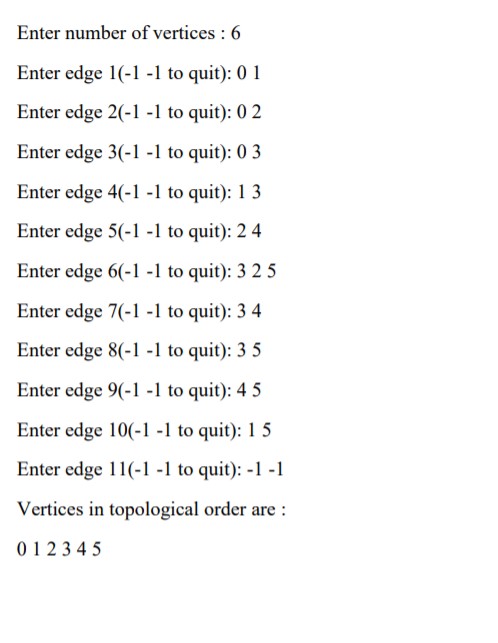 Enter number of vertices : 6
Enter edge 1(-1 -1 to quit): 0 1
Enter edge 2(-1 -1 to quit): 0 2
Enter edge 3(-1 -1 to quit): 0 3
Enter edge 4(-1 -1 to quit): 1 3
Enter edge 5(-1 -1 to quit): 2 4
Enter edge 6(-1 -1 to quit): 3 2 5
Enter edge 7(-1 -1 to quit): 3 4
Enter edge 8(-1 -1 to quit): 3 5
Enter edge 9(-1 -1 to quit): 4 5
Enter edge 10(-1 -1 to quit): 1 5
Enter edge 11(-1 -1 to quit): -1 -1
Vertices in topological order are :
0 1 2 3 4 5